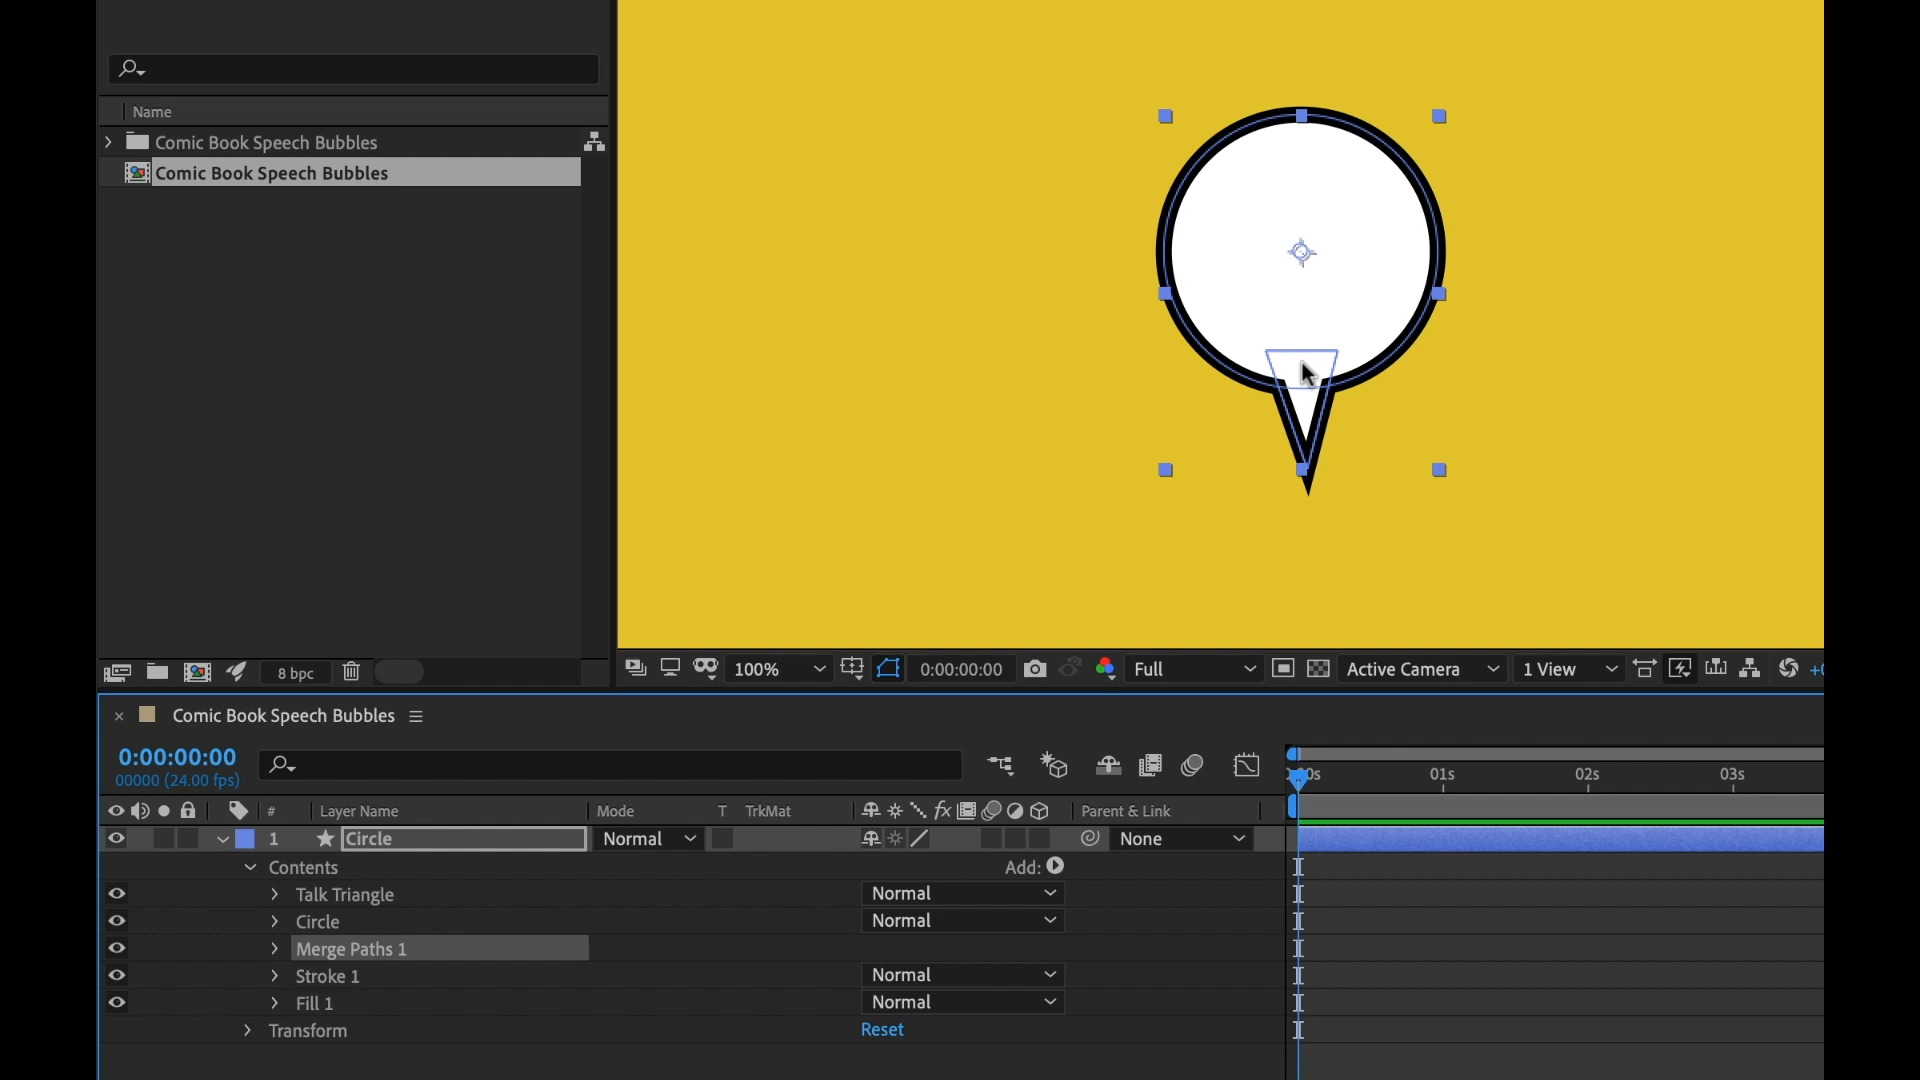 Name
Comic Book Speech Bubbles
Comic Book Speech Bubbles
8 bpc
100%
0:00:00:00
Full
Active Camera
1 View
Comic Book Speech Bubbles
0:00:00:00
00000 (24.00 fps)
01s
02s
03s
# Layer Name
Mode
T TrkMat
fx
Parent & Link
1 Circle
Normal
None
Contents
Add:
Talk Triangle
Normal
Circle
Normal
Merge Paths 1
Stroke 1
Normal
Fill 1
Normal
Transform
Reset